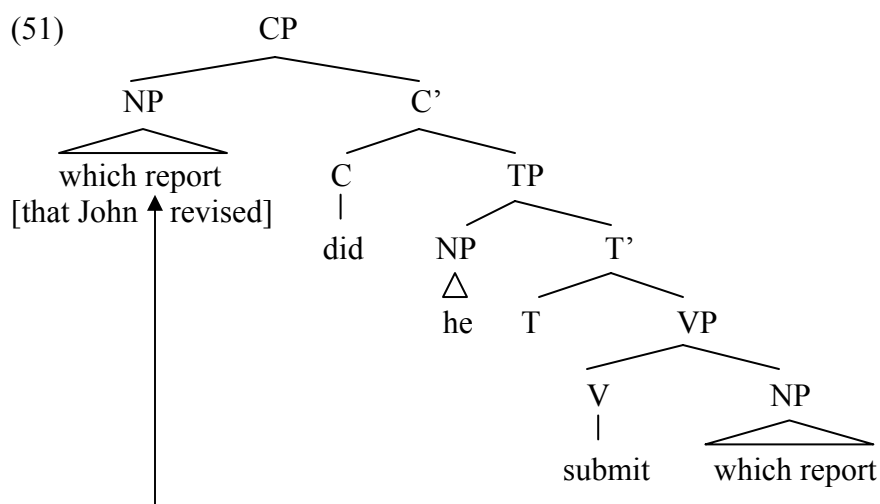 (51) CP
NP C’
which report C TP
[that John revised]
did NP T’
he T VP
V NP
submit which report